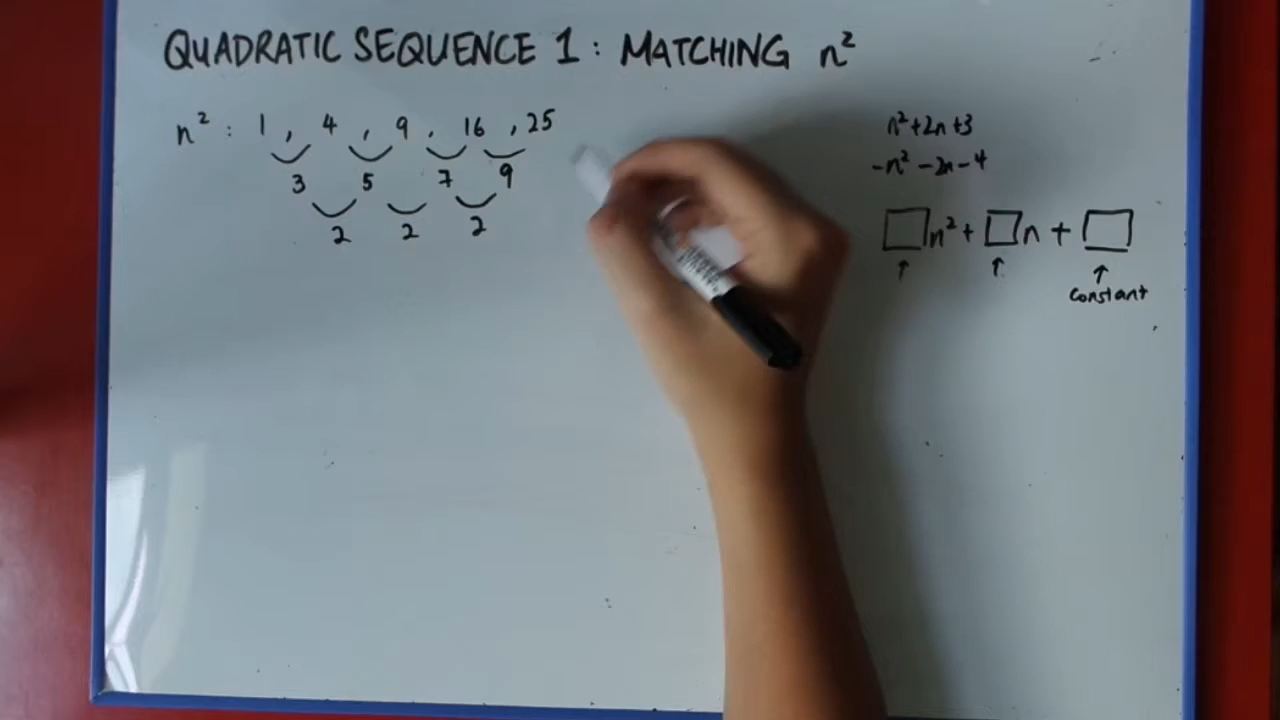 QUADRATIC SEQUENCE 1 : MATCHING n²
n² : 1 , 4 , 9 , 16 , 25
3 5 7 9
2 2 2
n²+2n+3
-n² -2n -4
□n² + □n + □
↑ ↑ ↑
constant